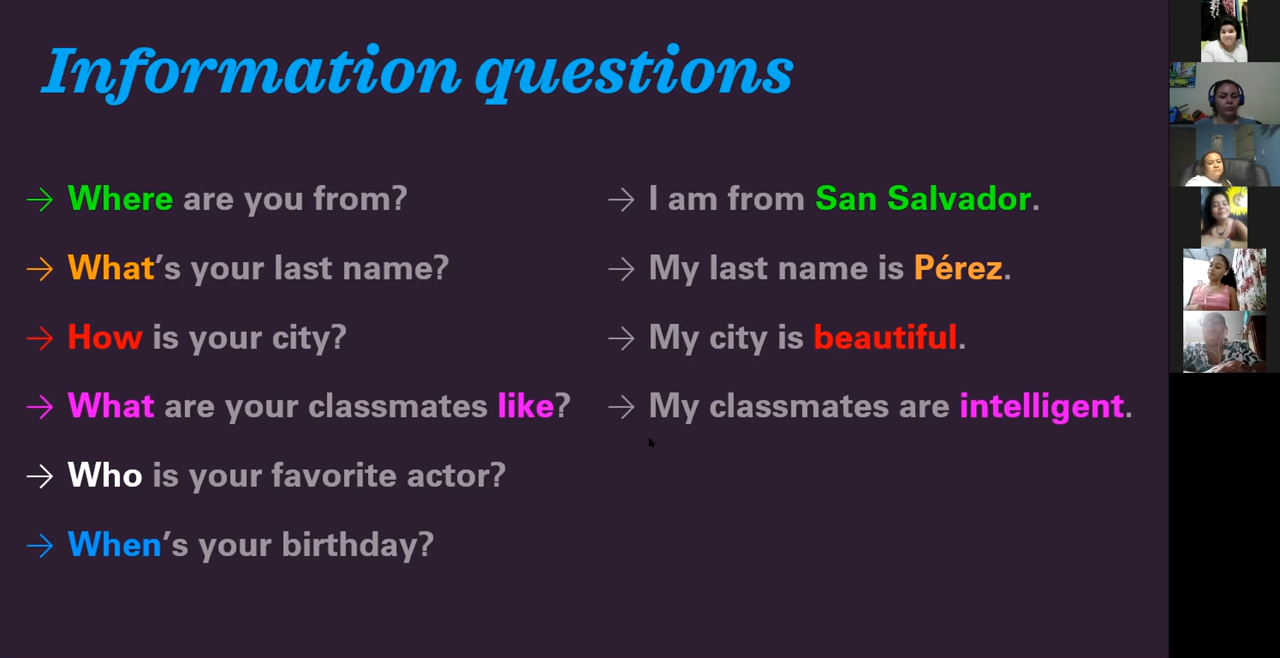 Information questions
→ Where are you from?
→ I am from San Salvador.
→ What’s your last name?
→ My last name is Pérez.
→ How is your city?
→ My city is beautiful.
→ What are your classmates like?
→ My classmates are intelligent.
→ Who is your favorite actor?
→ When’s your birthday?